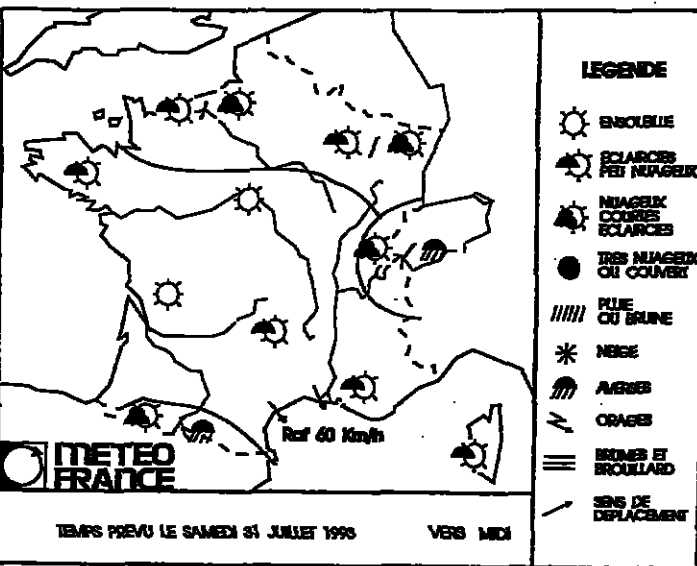 Raf 60 Km/h
METEO
FRANCE
TEMPS PREVU LE SAMEDI 31 JUILLET 1993 VERS MIDI
LEGENDE
ENSOLEILLE
ECLAIRCIES
PEU NUAGEUX
NUAGEUX
COURTES
ECLAIRCIES
TRES NUAGEUX
OU COUVERT
PLUIE
OU BRUINE
NEIGE
AVERSES
ORAGES
BRUMES ET
BROUILLARD
SENS DE
DEPLACEMENT